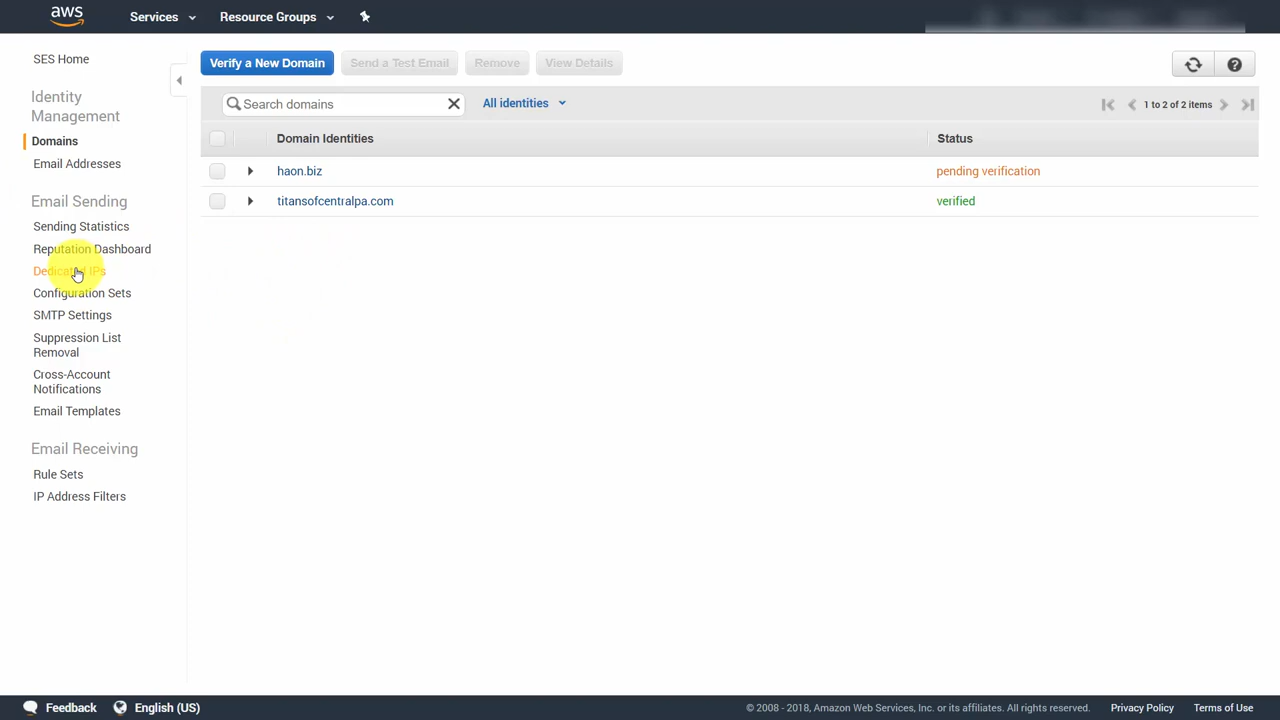 aws
Services
Resource Groups
SES Home
Verify a New Domain
Send a Test Email
Remove
View Details
Identity
Management
Domains
Email Addresses
Email Sending
Sending Statistics
Reputation Dashboard
Dedicated IPs
Configuration Sets
SMTP Settings
Suppression List
Removal
Cross-Account
Notifications
Email Templates
Email Receiving
Rule Sets
IP Address Filters
Search domains
All identities
1 to 2 of 2 items
Domain Identities
Status
haon.biz
pending verification
titansofcentralpa.com
verified
Feedback
English (US)
© 2008 - 2018, Amazon Web Services, Inc. or its affiliates. All rights reserved.
Privacy Policy
Terms of Use